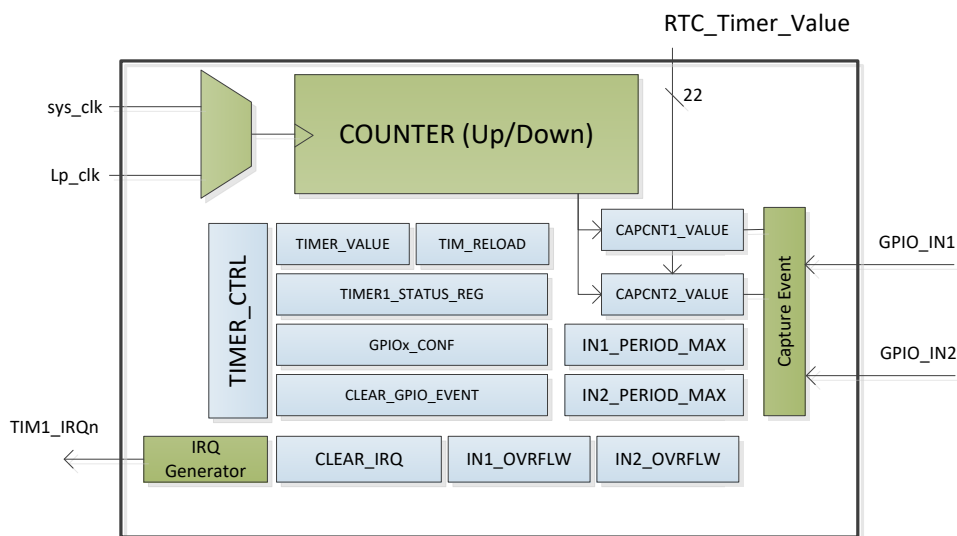 RTC_Timer_Value
22
sys_clk
Lp_clk
COUNTER (Up/Down)
TIMER_CTRL
TIMER_VALUE
TIM_RELOAD
CAPCNT1_VALUE
TIMER1_STATUS_REG
CAPCNT2_VALUE
GPIOx_CONF
IN1_PERIOD_MAX
CLEAR_GPIO_EVENT
IN2_PERIOD_MAX
Capture Event
GPIO_IN1
GPIO_IN2
TIM1_IRQn
IRQ
Generator
CLEAR_IRQ
IN1_OVRFLW
IN2_OVRFLW